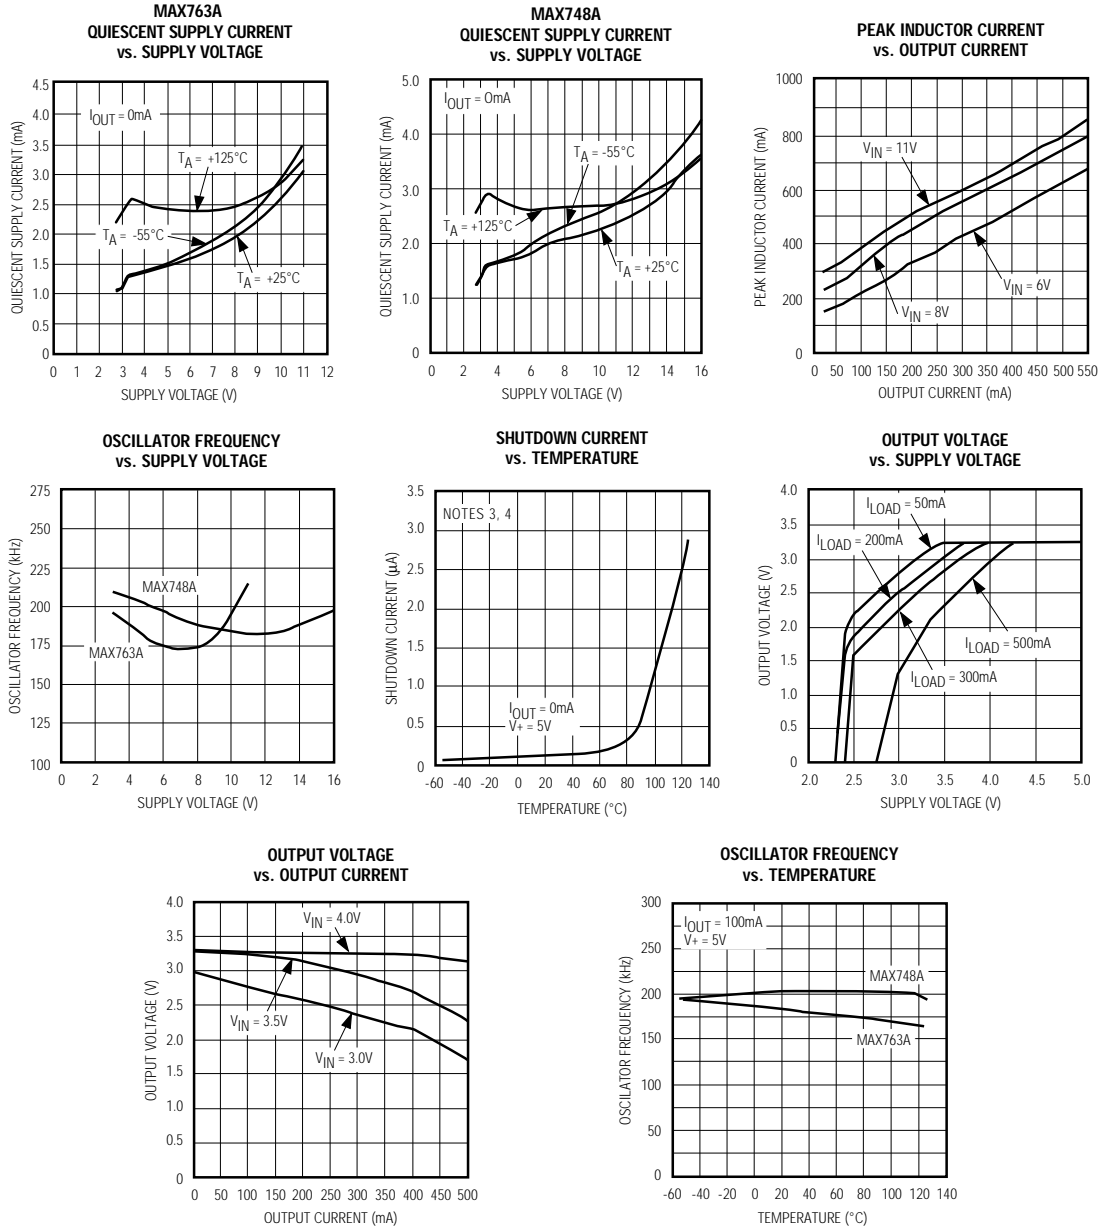 MAX763A
QUIESCENT SUPPLY CURRENT
vs. SUPPLY VOLTAGE
QUIESCENT SUPPLY CURRENT (mA)
4.5
4.0
3.5
3.0
2.5
2.0
1.5
1.0
0.5
0
IOUT = 0mA
TA = +125°C
TA = -55°C
TA = +25°C
0 1 2 3 4 5 6 7 8 9 10 11 12
SUPPLY VOLTAGE (V)
MAX748A
QUIESCENT SUPPLY CURRENT
vs. SUPPLY VOLTAGE
QUIESCENT SUPPLY CURRENT (mA)
5.0
4.0
3.0
2.0
1.0
0
IOUT = OmA
TA = -55°C
TA = +125°C
TA = +25°C
0 2 4 6 8 10 12 14 16
SUPPLY VOLTAGE (V)
PEAK INDUCTOR CURRENT
vs. OUTPUT CURRENT
PEAK INDUCTOR CURRENT (mA)
1000
800
600
400
200
0
VIN = 11V
VIN = 6V
VIN = 8V
0 50 100 150 200 250 300 350 400 450 500 550
OUTPUT CURRENT (mA)
OSCILLATOR FREQUENCY
vs. SUPPLY VOLTAGE
OSCILLATOR FREQUENCY (kHz)
275
250
225
200
175
150
125
100
MAX748A
MAX763A
0 2 4 6 8 10 12 14 16
SUPPLY VOLTAGE (V)
SHUTDOWN CURRENT
vs. TEMPERATURE
SHUTDOWN CURRENT (µA)
3.5
3.0
2.5
2.0
1.5
1.0
0.5
0
NOTES 3, 4
IOUT = 0mA
V+ = 5V
-60 -40 -20 0 20 40 60 80 100 120 140
TEMPERATURE (°C)
OUTPUT VOLTAGE
vs. SUPPLY VOLTAGE
OUTPUT VOLTAGE (V)
4.0
3.5
3.0
2.5
2.0
1.5
1.0
0.5
0
ILOAD = 50mA
ILOAD = 200mA
ILOAD = 500mA
ILOAD = 300mA
2.0 2.5 3.0 3.5 4.0 4.5 5.0
SUPPLY VOLTAGE (V)
OUTPUT VOLTAGE
vs. OUTPUT CURRENT
OUTPUT VOLTAGE (V)
4.0
3.5
3.0
2.5
2.0
1.5
1.0
0.5
0
VIN = 4.0V
VIN = 3.5V
VIN = 3.0V
0 50 100 150 200 250 300 350 400 450 500
OUTPUT CURRENT (mA)
OSCILLATOR FREQUENCY
vs. TEMPERATURE
OSCILATOR FREQUENCY (kHz)
300
250
200
150
100
50
0
IOUT = 100mA
V+ = 5V
MAX748A
MAX763A
-60 -40 -20 0 20 40 60 80 100 120 140
TEMPERATURE (°C)